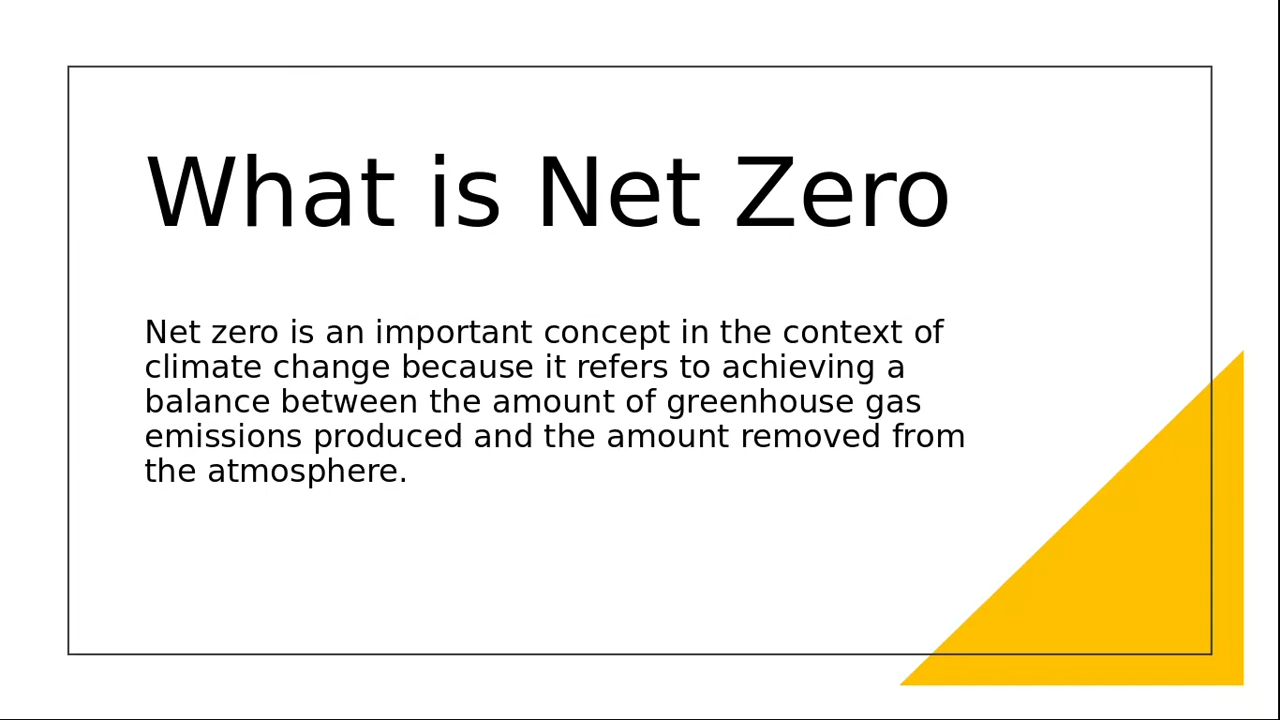 What is Net Zero
Net zero is an important concept in the context of
climate change because it refers to achieving a
balance between the amount of greenhouse gas
emissions produced and the amount removed from
the atmosphere.